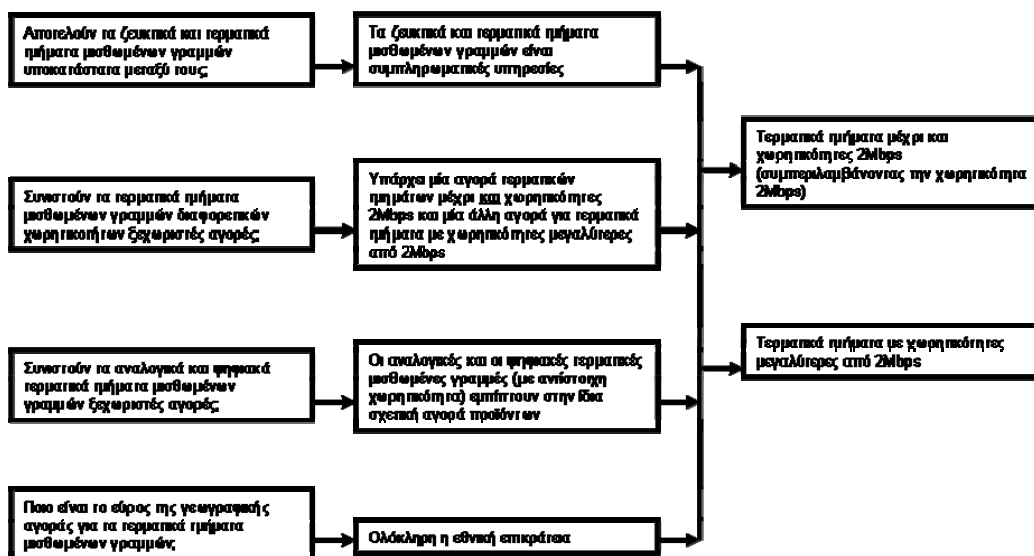 Αποτελούν τα ζευκτικά και τερματικά
τμήματα μισθωμένων γραμμών
υποκατάστατα μεταξύ τους;
Τα ζευκτικά και τερματικά τμήματα
μισθωμένων γραμμών είναι
συμπληρωματικές υπηρεσίες
Συνιστούν τα τερματικά τμήματα
μισθωμένων γραμμών διαφορετικών
χωρητικοτήτων ξεχωριστές αγορές;
Υπάρχει μία αγορά τερματικών
τμημάτων μέχρι και χωρητικότητες
2Mbps και μία άλλη αγορά για τερματικά
τμήματα με χωρητικότητες μεγαλύτερες
από 2Mbps
Συνιστούν τα αναλογικά και ψηφιακά
τερματικά τμήματα μισθωμένων
γραμμών ξεχωριστές αγορές;
Οι αναλογικές και οι ψηφιακές τερματικές
μισθωμένες γραμμές (με αντίστοιχη
χωρητικότητα) εμπίπτουν στην ίδια
σχετική αγορά προϊόντων
Ποιο είναι το εύρος της γεωγραφικής
αγοράς για τα τερματικά τμήματα
μισθωμένων γραμμών;
Ολόκληρη η εθνική επικράτεια
Τερματικά τμήματα μέχρι και
χωρητικότητες 2Mbps
(συμπεριλαμβάνοντας την χωρητικότητα
2Mbps)
Τερματικά τμήματα με χωρητικότητες
μεγαλύτερες από 2Mbps